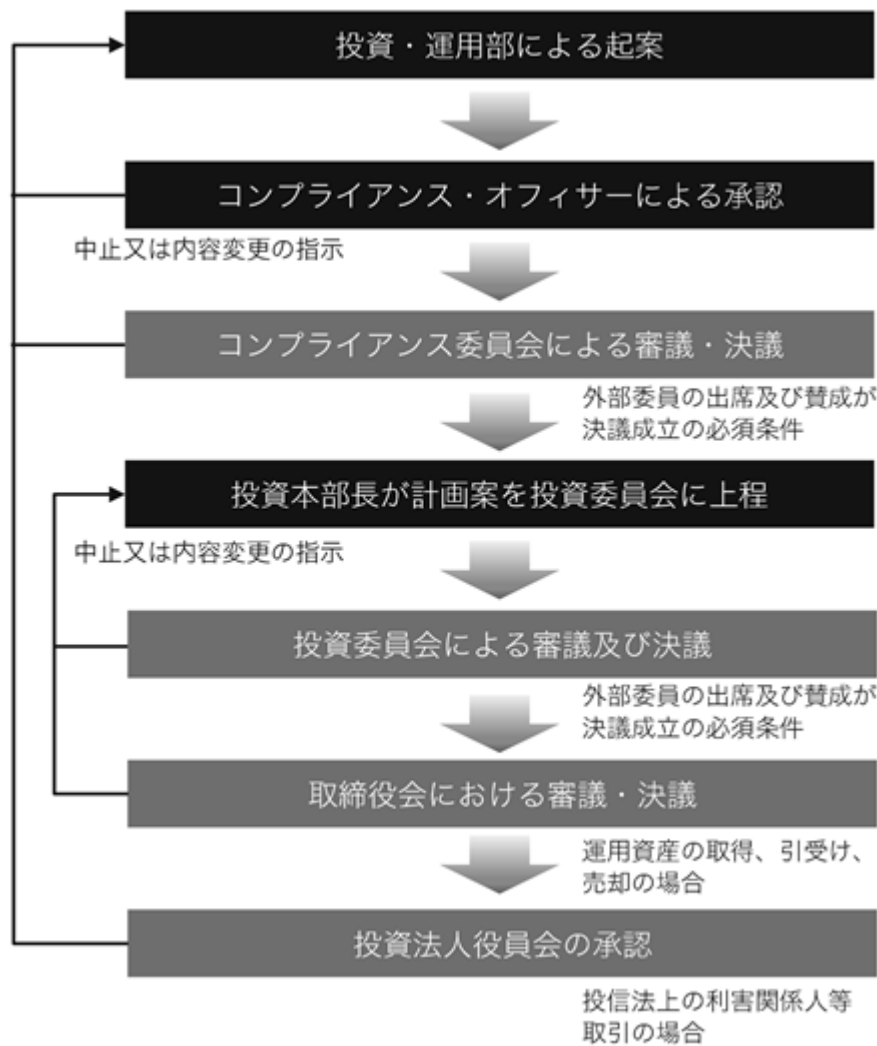 投資・運用部による起案
コンプライアンス・オフィサーによる承認
中止又は内容変更の指示
コンプライアンス委員会による審議・決議
外部委員の出席及び賛成が
決議成立の必須条件
投資本部長が計画案を投資委員会に上程
中止又は内容変更の指示
投資委員会による審議及び決議
外部委員の出席及び賛成が
決議成立の必須条件
取締役会における審議・決議
運用資産の取得、引受け、
売却の場合
投資法人役員会の承認
投信法上の利害関係人等
取引の場合